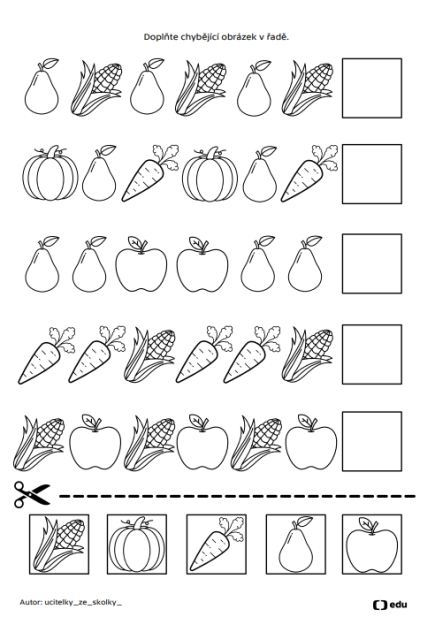 Doplňte chybějící obrázek v řadě.
Autor: ucitelky_ze_skolky_
edu